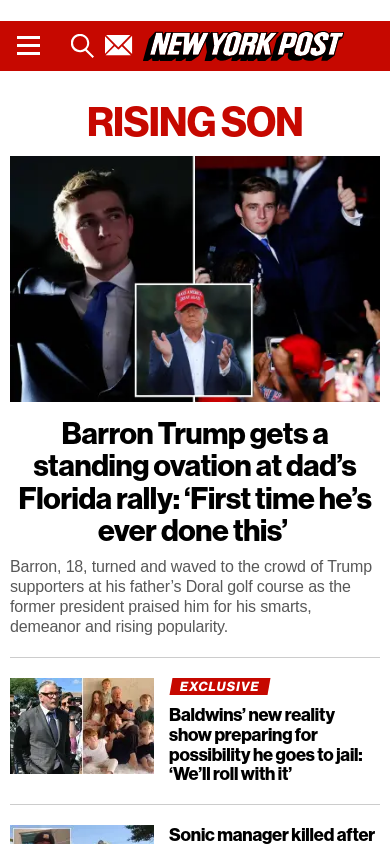 NEW YORK POST
RISING SON
Barron Trump gets a
standing ovation at dad’s
Florida rally: ‘First time he’s
ever done this’
Barron, 18, turned and waved to the crowd of Trump
supporters at his father’s Doral golf course as the
former president praised him for his smarts,
demeanor and rising popularity.
EXCLUSIVE
Baldwins’ new reality
show preparing for
possibility he goes to jail:
‘We’ll roll with it’
Sonic manager killed after